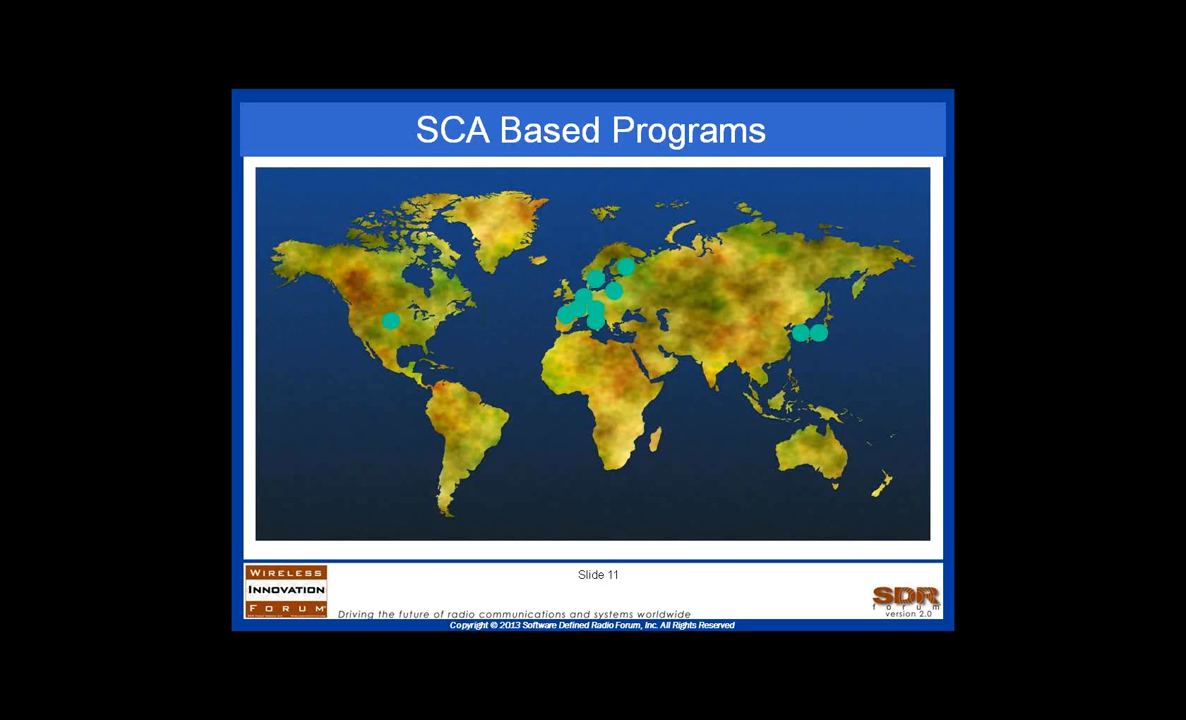 SCA Based Programs
Slide 11
WIRELESS
INNOVATION
FORUM
Driving the future of radio communications and systems worldwide
SDR
forum
version 2.0
Copyright © 2013 Software Defined Radio Forum, Inc. All Rights Reserved